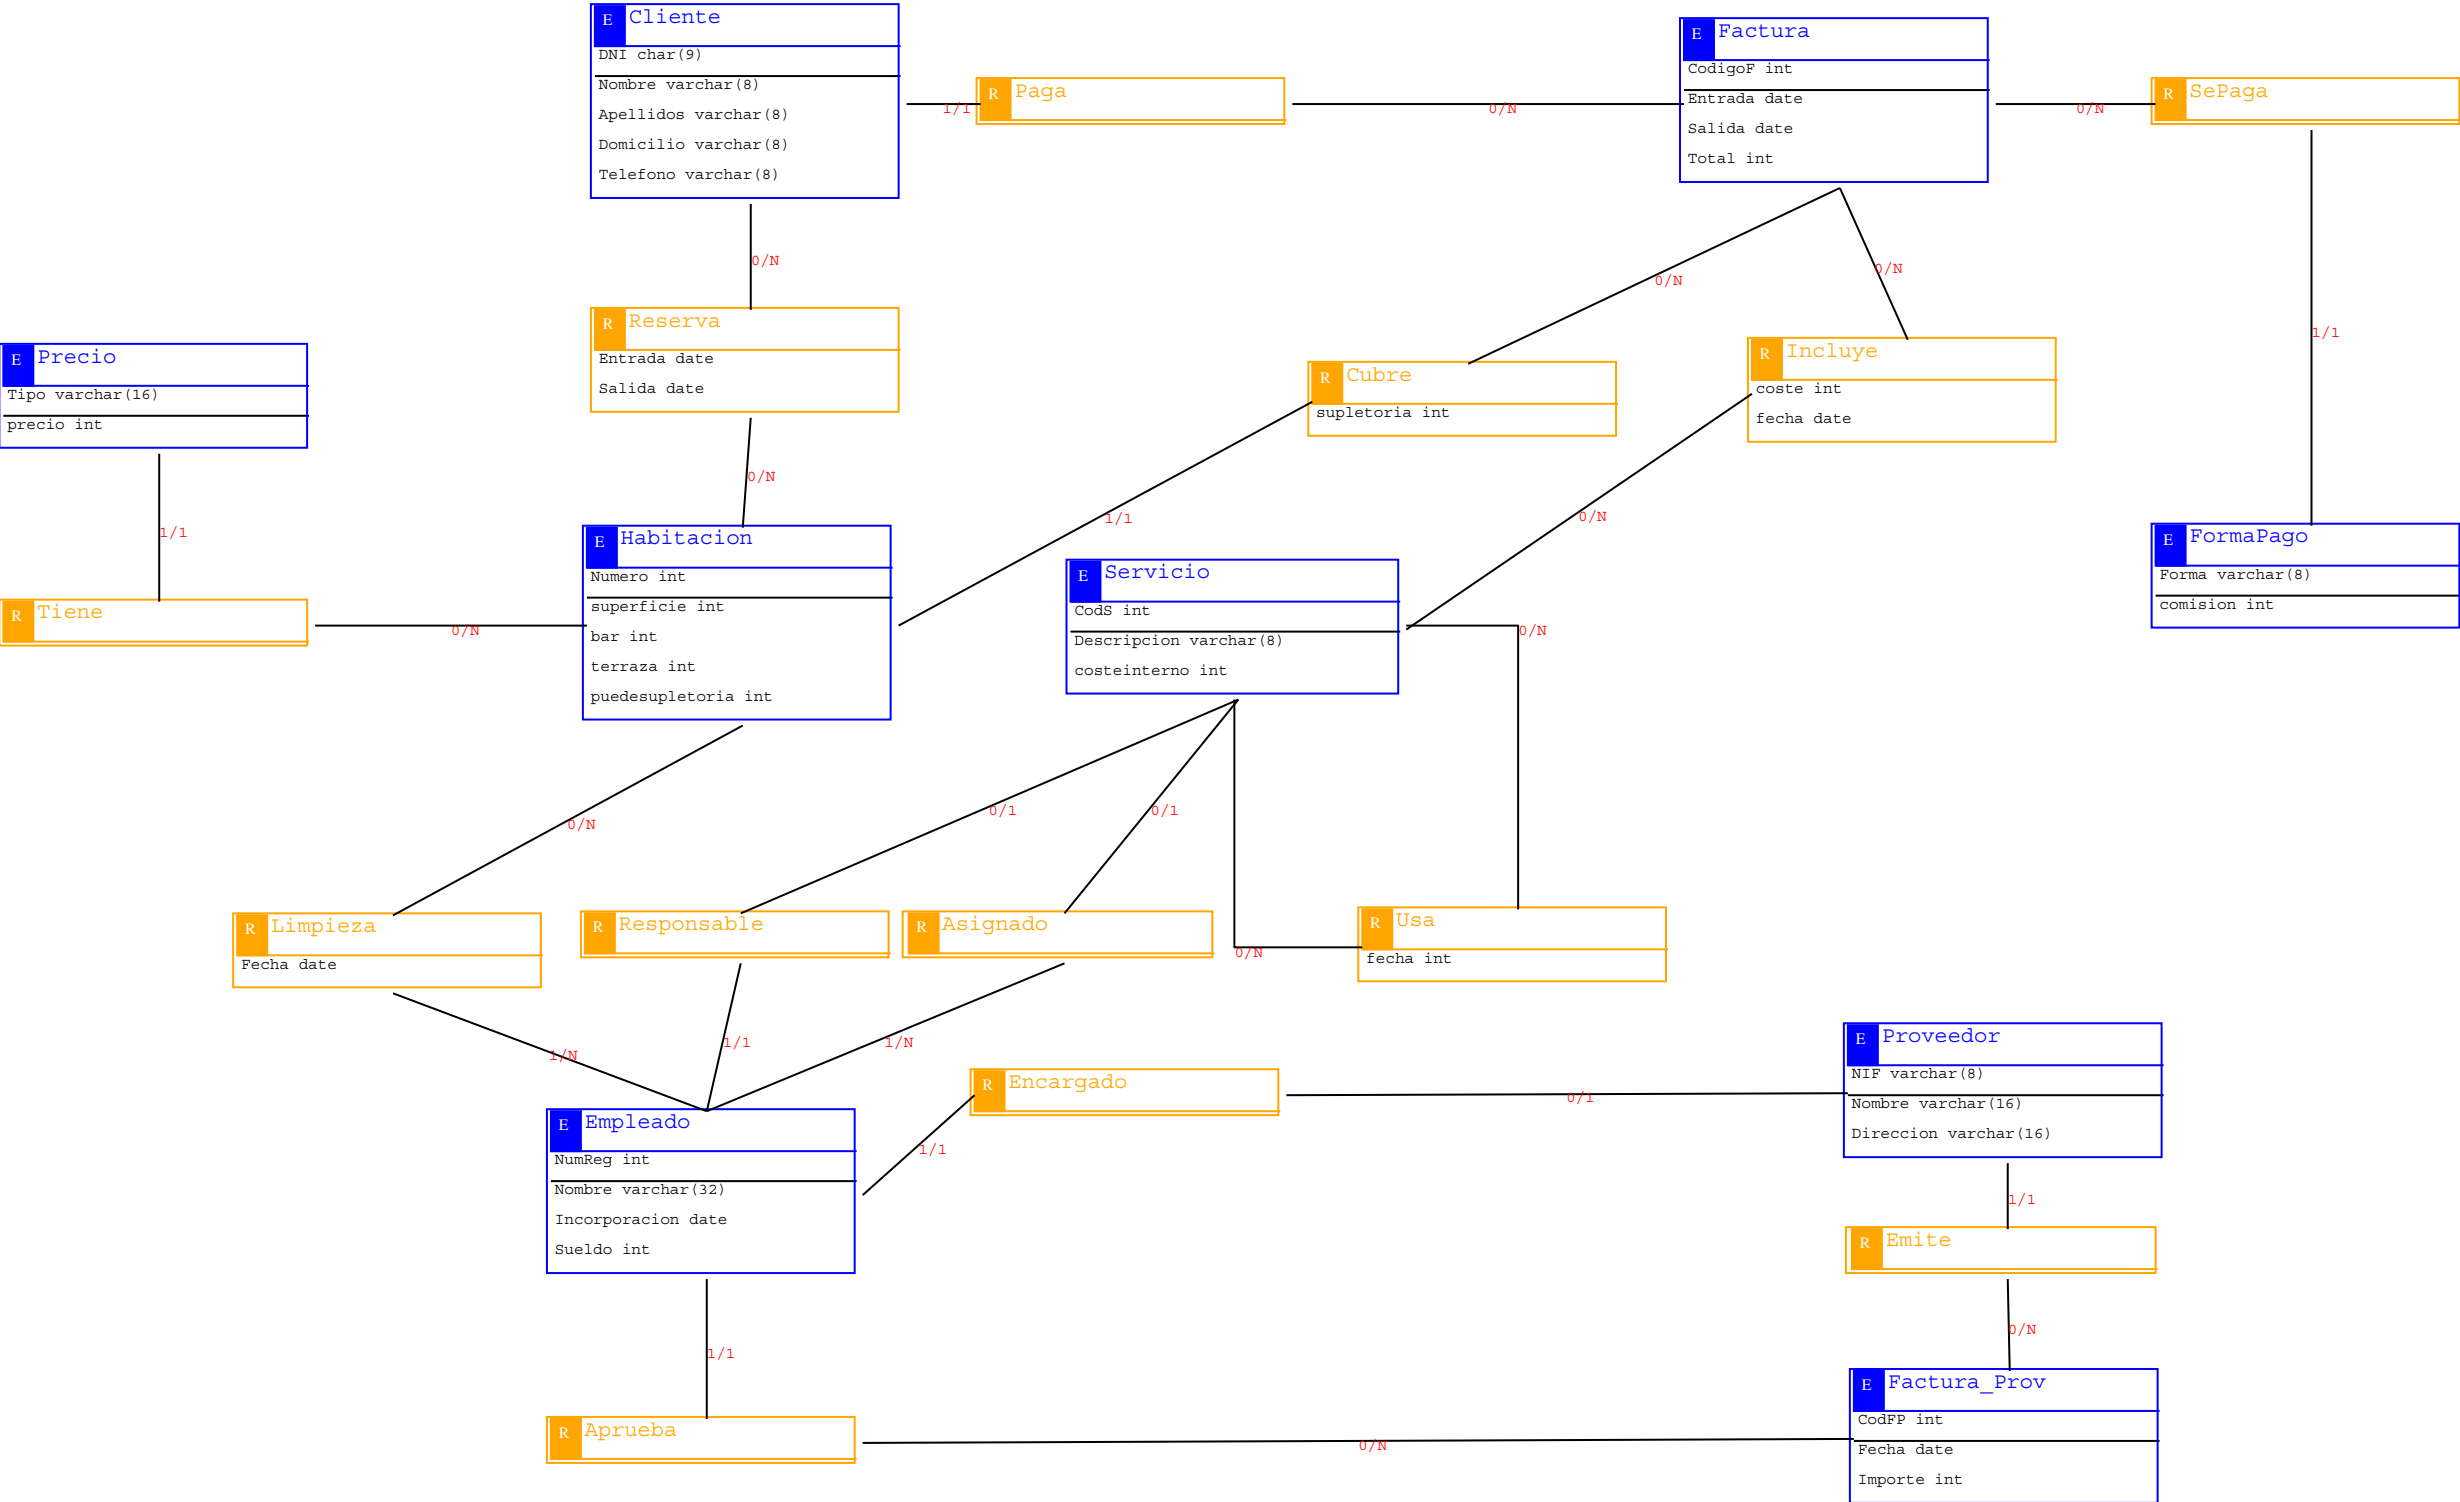 E Cliente
DNI char(9)
Nombre varchar(8)
Apellidos varchar(8)
Domicilio varchar(8)
Telefono varchar(8)
1/1
R Paga
0/N
E Factura
CodigoF int
Entrada date
Salida date
Total int
0/N
R SePaga
0/N
0/N
0/N
1/1
R Reserva
Entrada date
Salida date
E Precio
Tipo varchar(16)
precio int
R Cubre
supletoria int
R Incluye
coste int
fecha date
0/N
1/1
0/N
1/1
R Tiene
0/N
E Habitacion
Numero int
superficie int
bar int
terraza int
puedesupletoria int
E Servicio
CodS int
Descripcion varchar(8)
costeinterno int
0/N
E FormaPago
Forma varchar(8)
comision int
0/N
0/1
0/1
R Limpieza
Fecha date
R Responsable
R Asignado
0/N
R Usa
fecha int
1/N
1/1
1/N
R Encargado
1/1
0/1
E Proveedor
NIF varchar(8)
Nombre varchar(16)
Direccion varchar(16)
E Empleado
NumReg int
Nombre varchar(32)
Incorporacion date
Sueldo int
1/1
R Emite
0/N
1/1
R Aprueba
0/N
E Factura_Prov
CodFP int
Fecha date
Importe int